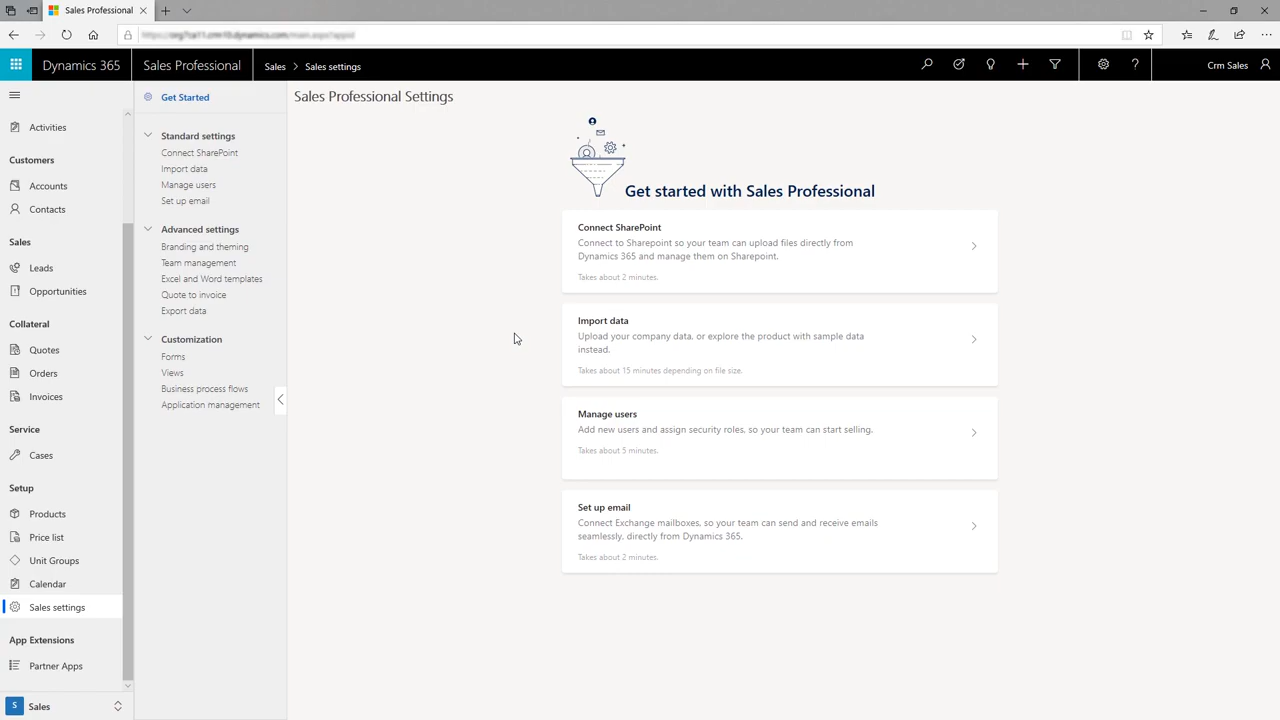 Sales Professional
Dynamics 365
Sales Professional
Sales
Sales settings
Crm Sales
Activities
Customers
Accounts
Contacts
Sales
Leads
Opportunities
Collateral
Quotes
Orders
Invoices
Service
Cases
Setup
Products
Price list
Unit Groups
Calendar
Sales settings
App Extensions
Partner Apps
S Sales
Get Started
Standard settings
Connect SharePoint
Import data
Manage users
Set up email
Advanced settings
Branding and theming
Team management
Excel and Word templates
Quote to invoice
Export data
Customization
Forms
Views
Business process flows
Application management
Sales Professional Settings
Get started with Sales Professional
Connect SharePoint
Connect to Sharepoint so your team can upload files directly from
Dynamics 365 and manage them on Sharepoint.
Takes about 2 minutes.
Import data
Upload your company data, or explore the product with sample data
instead.
Takes about 15 minutes depending on file size.
Manage users
Add new users and assign security roles, so your team can start selling.
Takes about 5 minutes.
Set up email
Connect Exchange mailboxes, so your team can send and receive emails
seamlessly, directly from Dynamics 365.
Takes about 2 minutes.